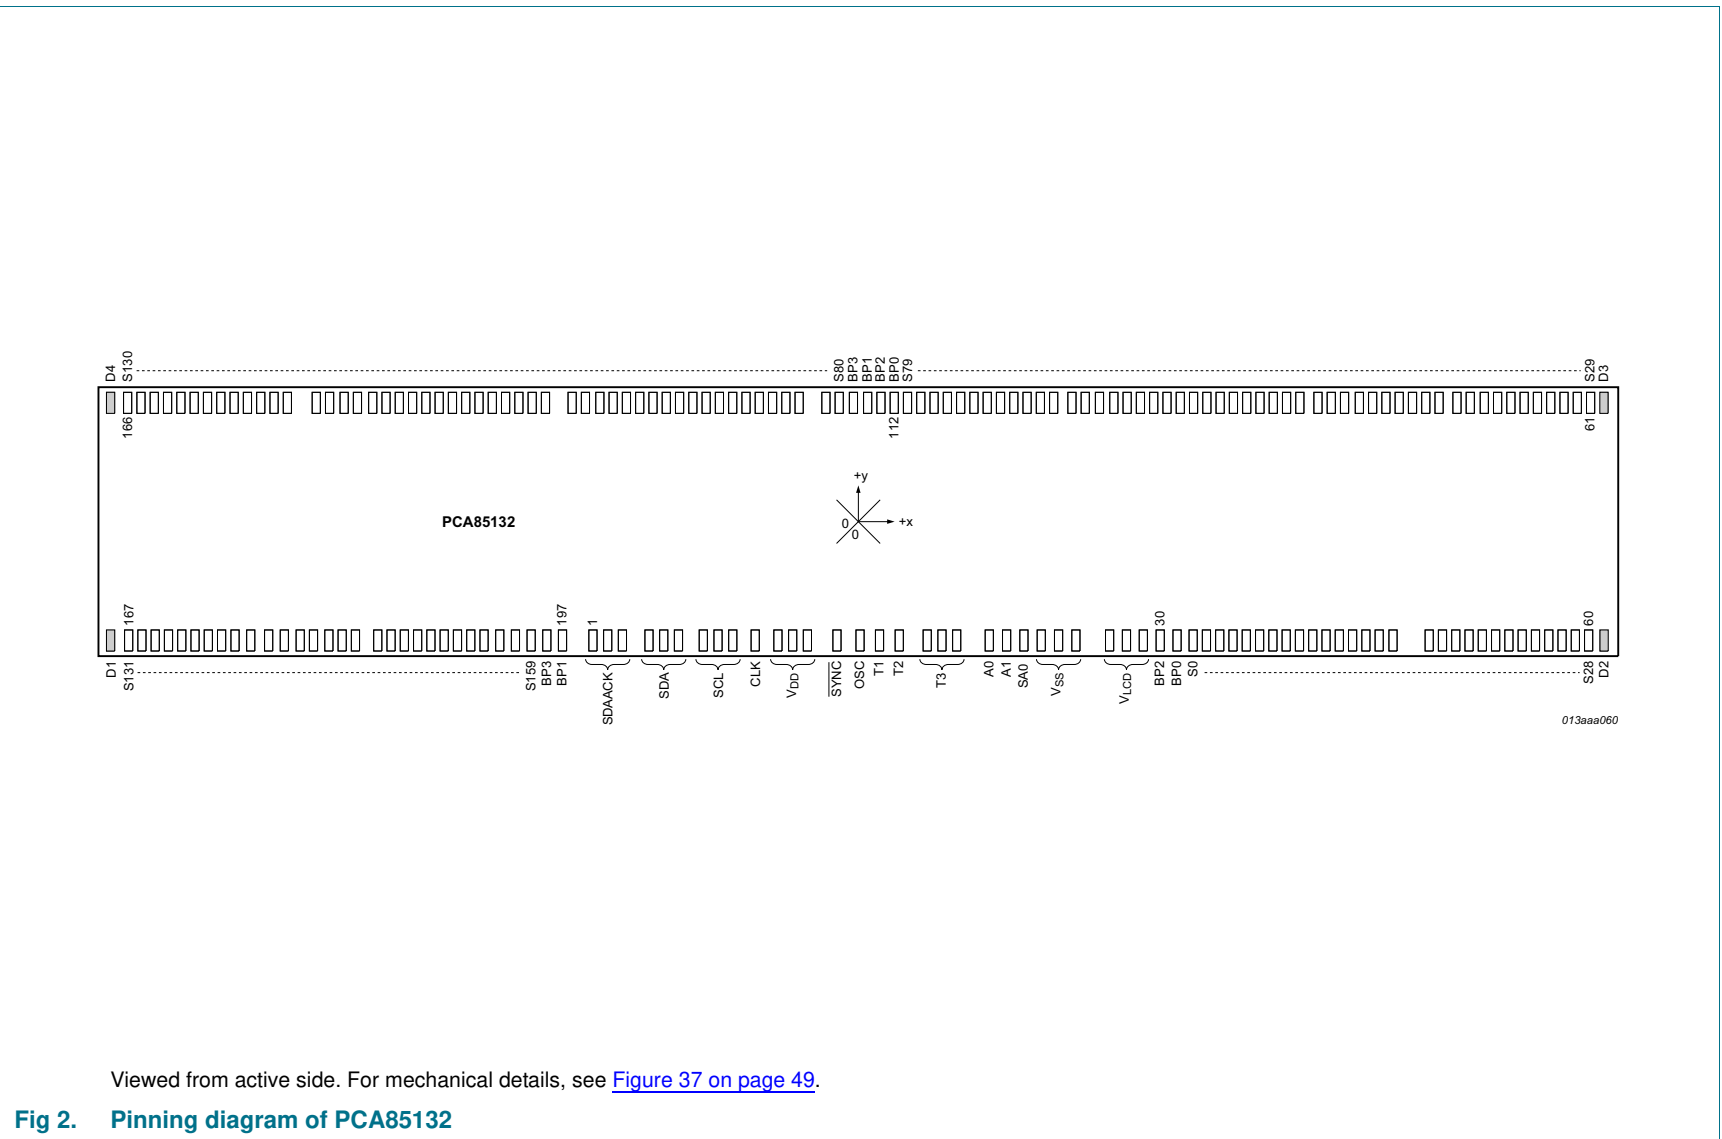 D4 S130 S80 BP3 BP1 BP2 BP0 S79 S29 D3
166 112 61
+y
PCA85132 0 +x
0
167 197 1 30 60
D1 S131 S159 BP3 BP1 SDAACK SDA SCL CLK VDD SYNC OSC T1 T2 T3 A0 A1 SA0 VSS VLCD BP2 BP0 S0 S28 D2
013aaa060
Viewed from active side. For mechanical details, see Figure 37 on page 49.
Fig 2. Pinning diagram of PCA85132